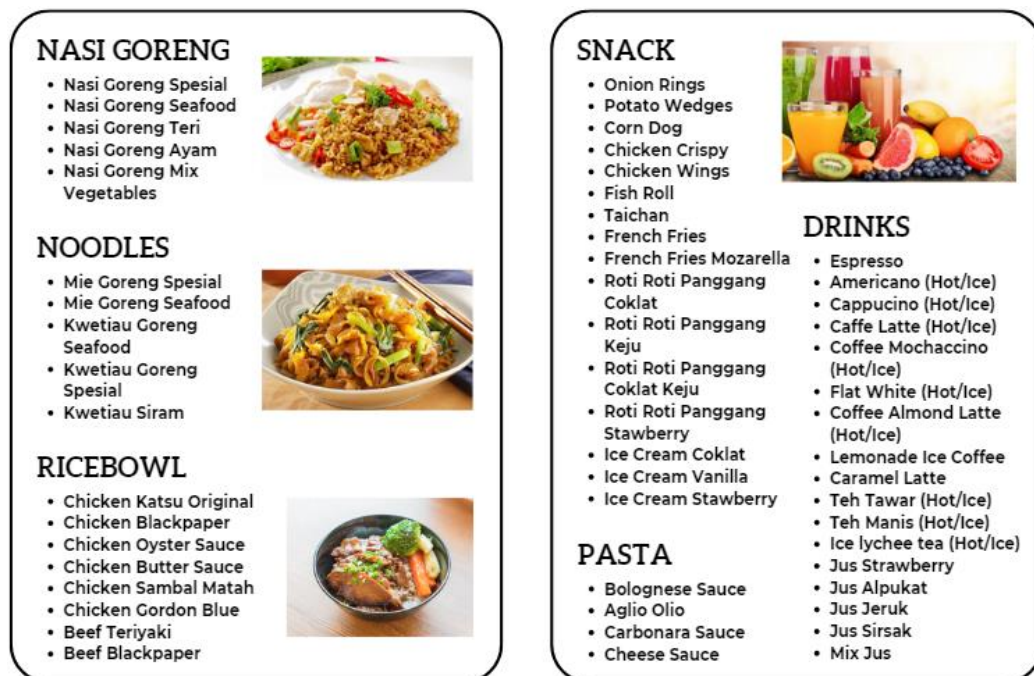 NASI GORENG
• Nasi Goreng Spesial
• Nasi Goreng Seafood
• Nasi Goreng Teri
• Nasi Goreng Ayam
• Nasi Goreng Mix
Vegetables
NOODLES
• Mie Goreng Spesial
• Mie Goreng Seafood
• Kwetiau Goreng
Seafood
• Kwetiau Goreng
Spesial
• Kwetiau Siram
RICEBOWL
• Chicken Katsu Original
• Chicken Blackpaper
• Chicken Oyster Sauce
• Chicken Butter Sauce
• Chicken Sambal Matah
• Chicken Gordon Blue
• Beef Teriyaki
• Beef Blackpaper
SNACK
• Onion Rings
• Potato Wedges
• Corn Dog
• Chicken Crispy
• Chicken Wings
• Fish Roll
• Taichan
• French Fries
• French Fries Mozarella
• Roti Roti Panggang
Coklat
• Roti Roti Panggang
Keju
• Roti Roti Panggang
Coklat Keju
• Roti Roti Panggang
Stawberry
• Ice Cream Coklat
• Ice Cream Vanilla
• Ice Cream Stawberry
PASTA
• Bolognese Sauce
• Aglio Olio
• Carbonara Sauce
• Cheese Sauce
DRINKS
• Espresso
• Americano (Hot/Ice)
• Cappucino (Hot/Ice)
• Caffe Latte (Hot/Ice)
• Coffee Mochaccino
(Hot/Ice)
• Flat White (Hot/Ice)
• Coffee Almond Latte
(Hot/Ice)
• Lemonade Ice Coffee
• Caramel Latte
• Teh Tawar (Hot/Ice)
• Teh Manis (Hot/Ice)
• Ice lychee tea (Hot/Ice)
• Jus Strawberry
• Jus Alpukat
• Jus Jeruk
• Jus Sirsak
• Mix Jus